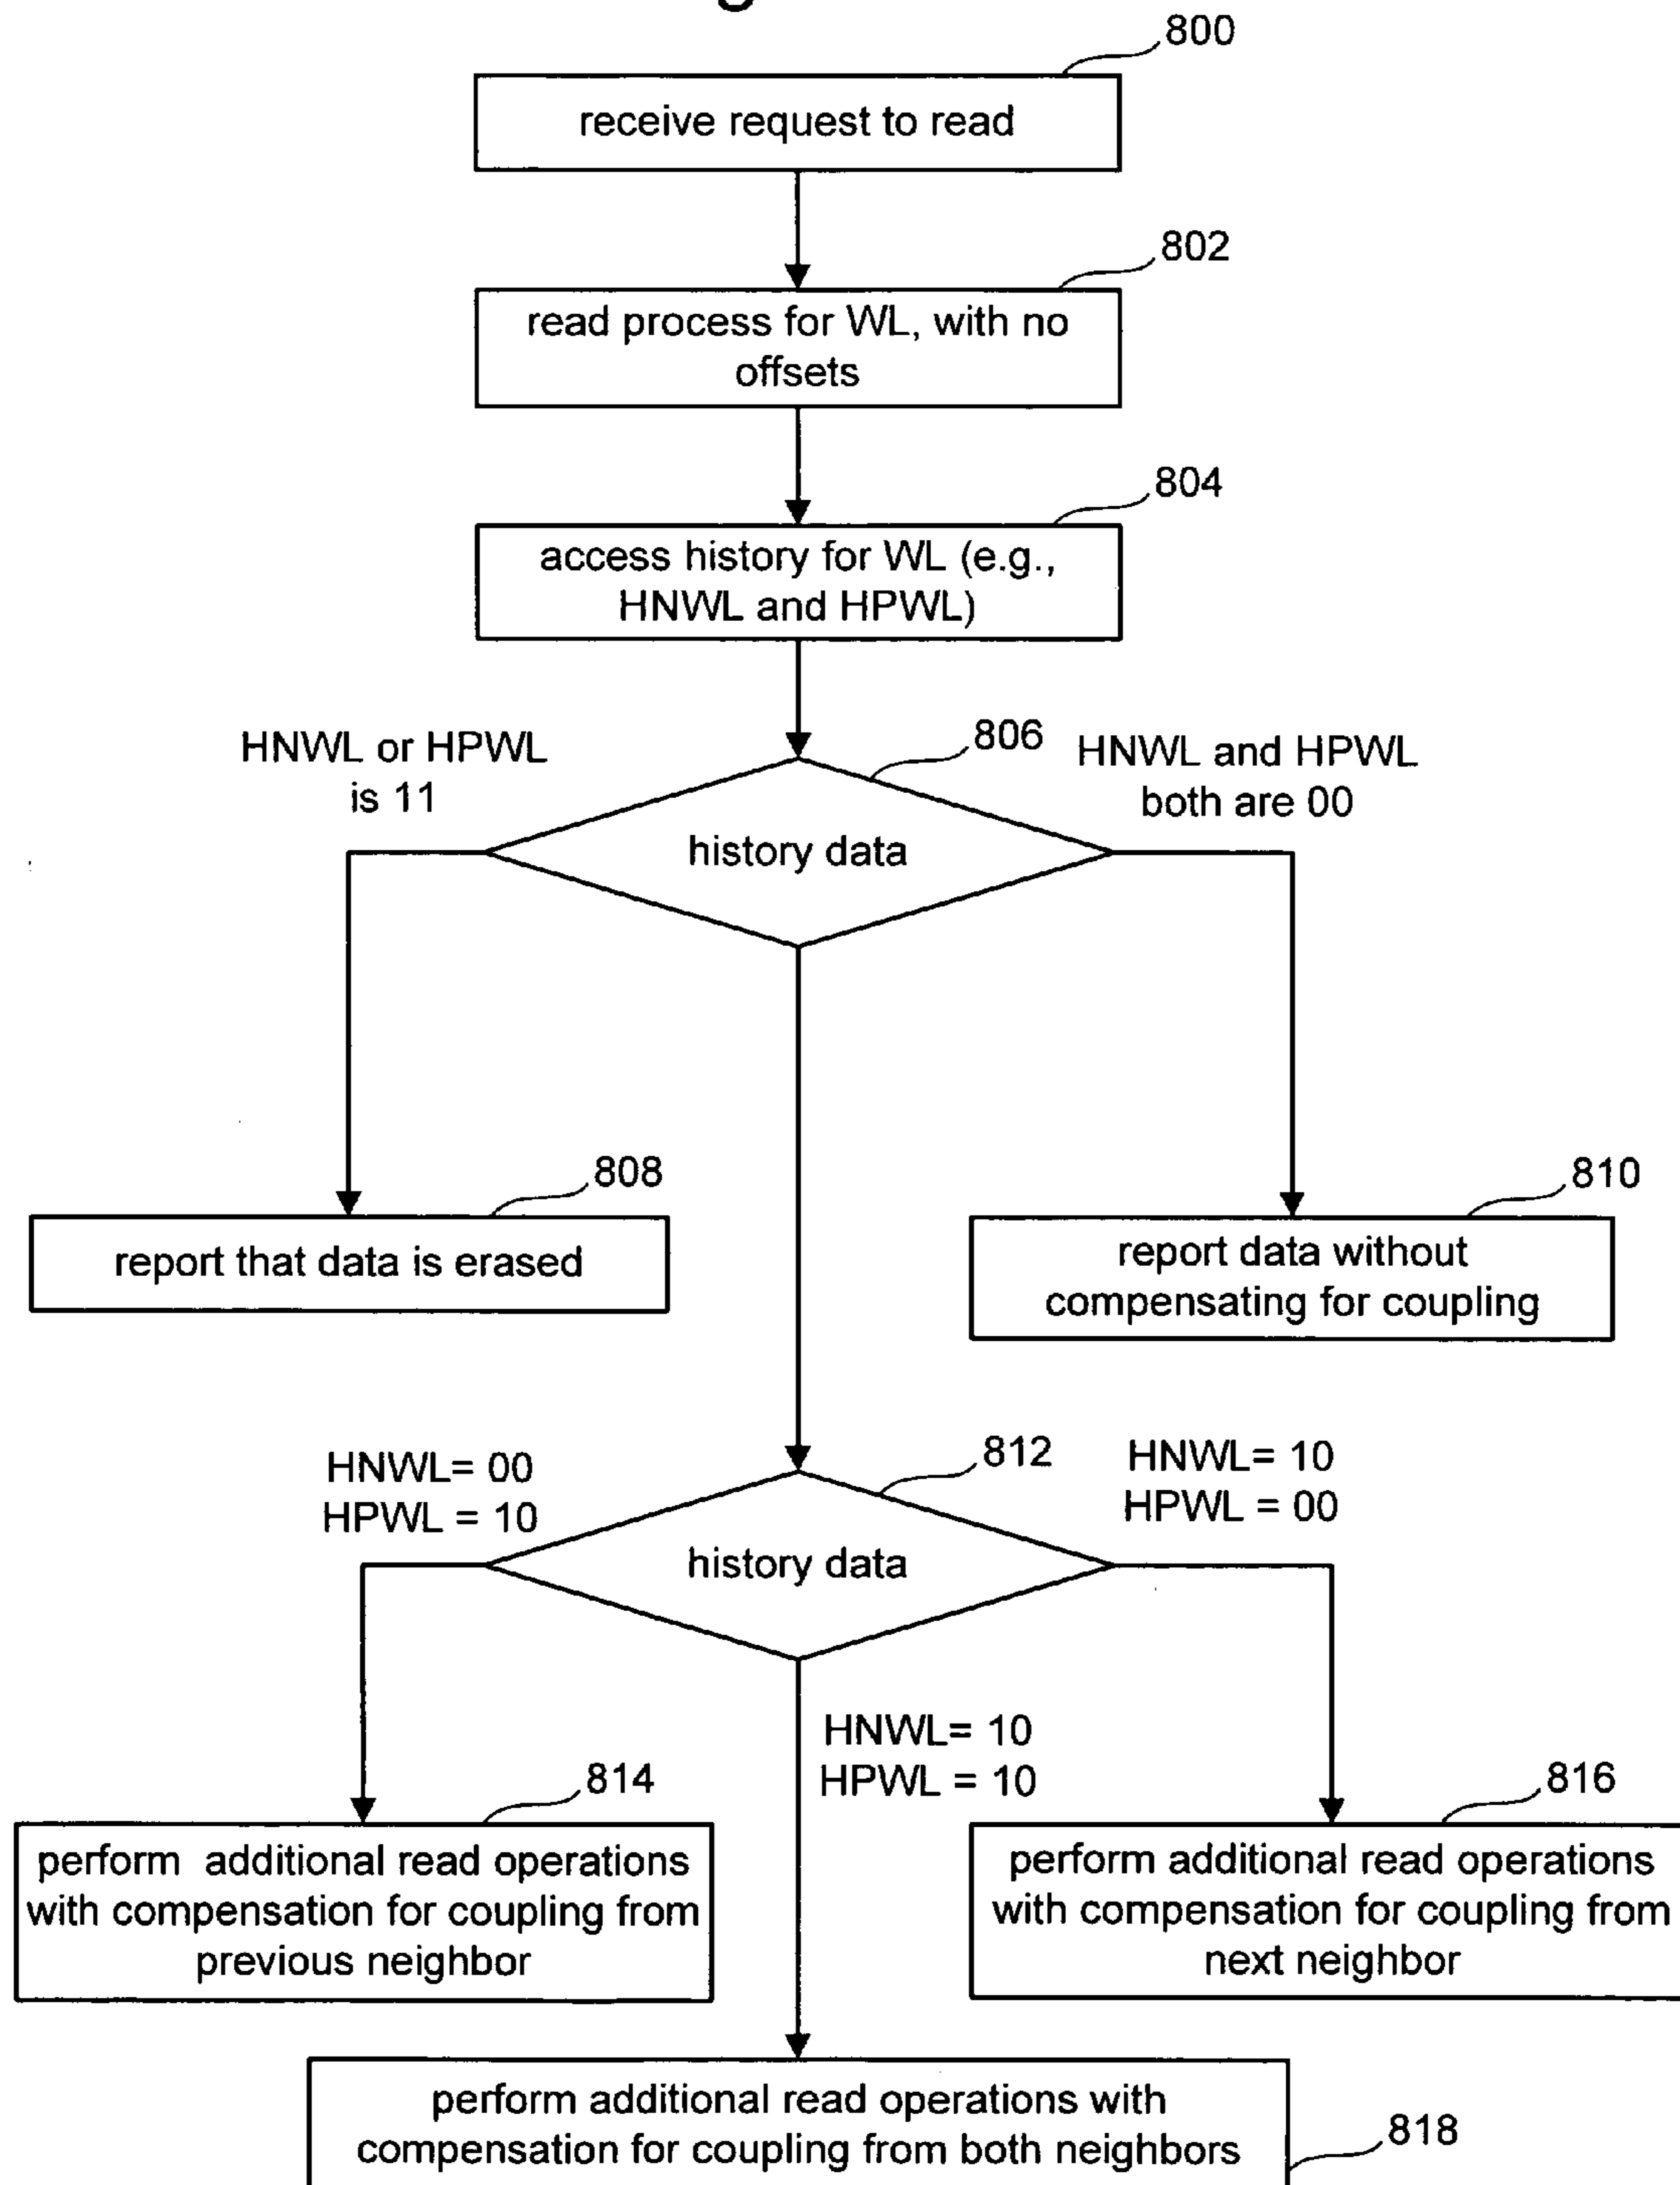 800
receive request to read
802
read process for WL, with no
offsets
804
access history for WL (e.g.,
HNWL and HPWL)
806
HNWL or HPWL
is 11
HNWL and HPWL
both are 00
history data
808
report that data is erased
810
report data without
compensating for coupling
812
HNWL= 00
HPWL = 10
HNWL= 10
HPWL = 00
history data
HNWL= 10
HPWL = 10
814
perform additional read operations
with compensation for coupling from
previous neighbor
816
perform additional read operations
with compensation for coupling from
next neighbor
perform additional read operations with
compensation for coupling from both neighbors
818